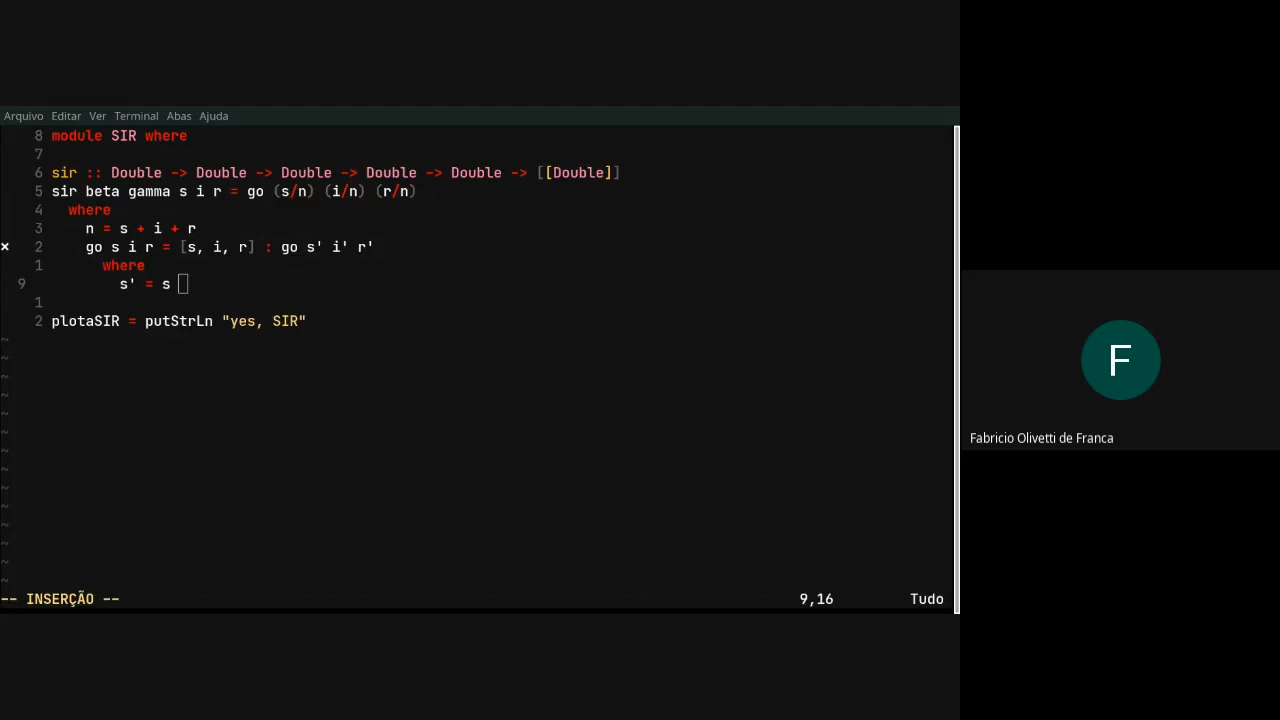 Arquivo Editar Ver Terminal Abas Ajuda
8 module SIR where
7
6 sir :: Double -> Double -> Double -> Double -> Double -> [[Double]]
5 sir beta gamma s i r = go (s/n) (i/n) (r/n)
4 where
3 n = s + i + r
× 2 go s i r = [s, i, r] : go s' i' r'
1 where
9 s' = s
1
2 plotaSIR = putStrLn "yes, SIR"
~
~
~
~
~
~
~
~
~
~
~
~
~
~
-- INSERÇÃO -- 9,16 Tudo
F
Fabricio Olivetti de Franca